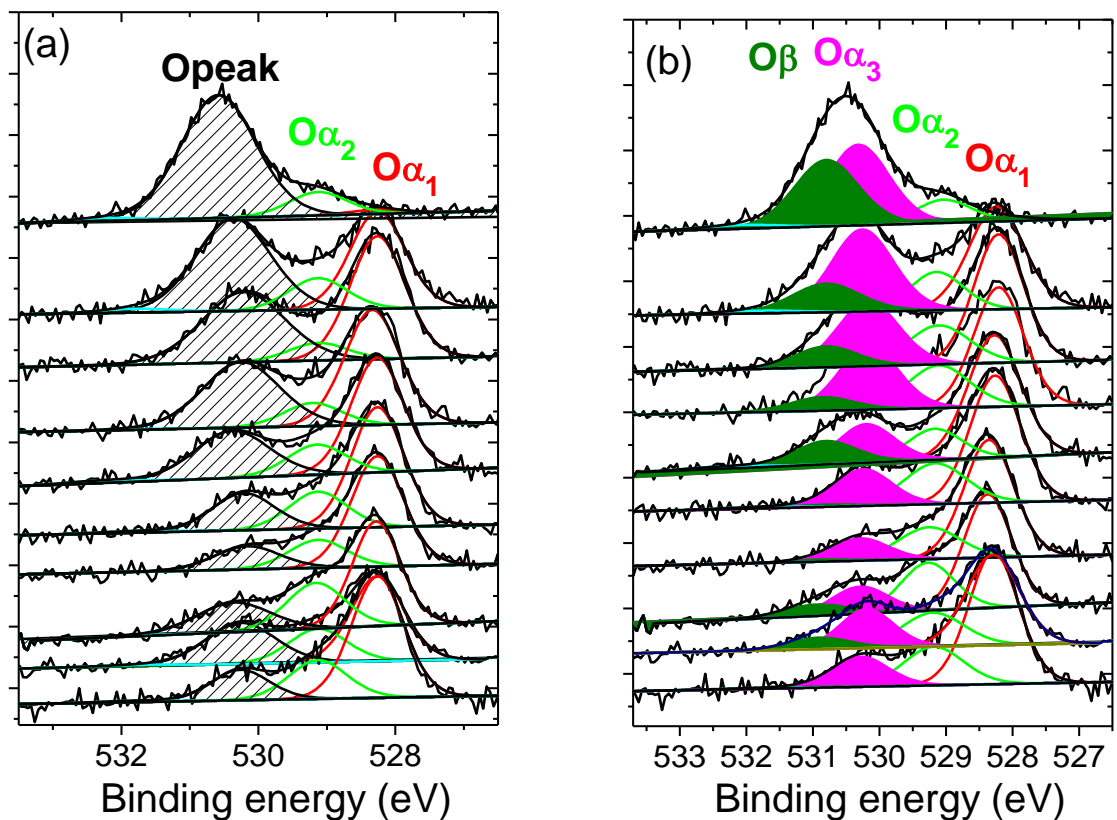 (a)
Opeak
Oα2
Oα1
532
530
528
Binding energy (eV)
(b)
Oβ
Oα3
Oα2
Oα1
533
532
531
530
529
528
527
Binding energy (eV)